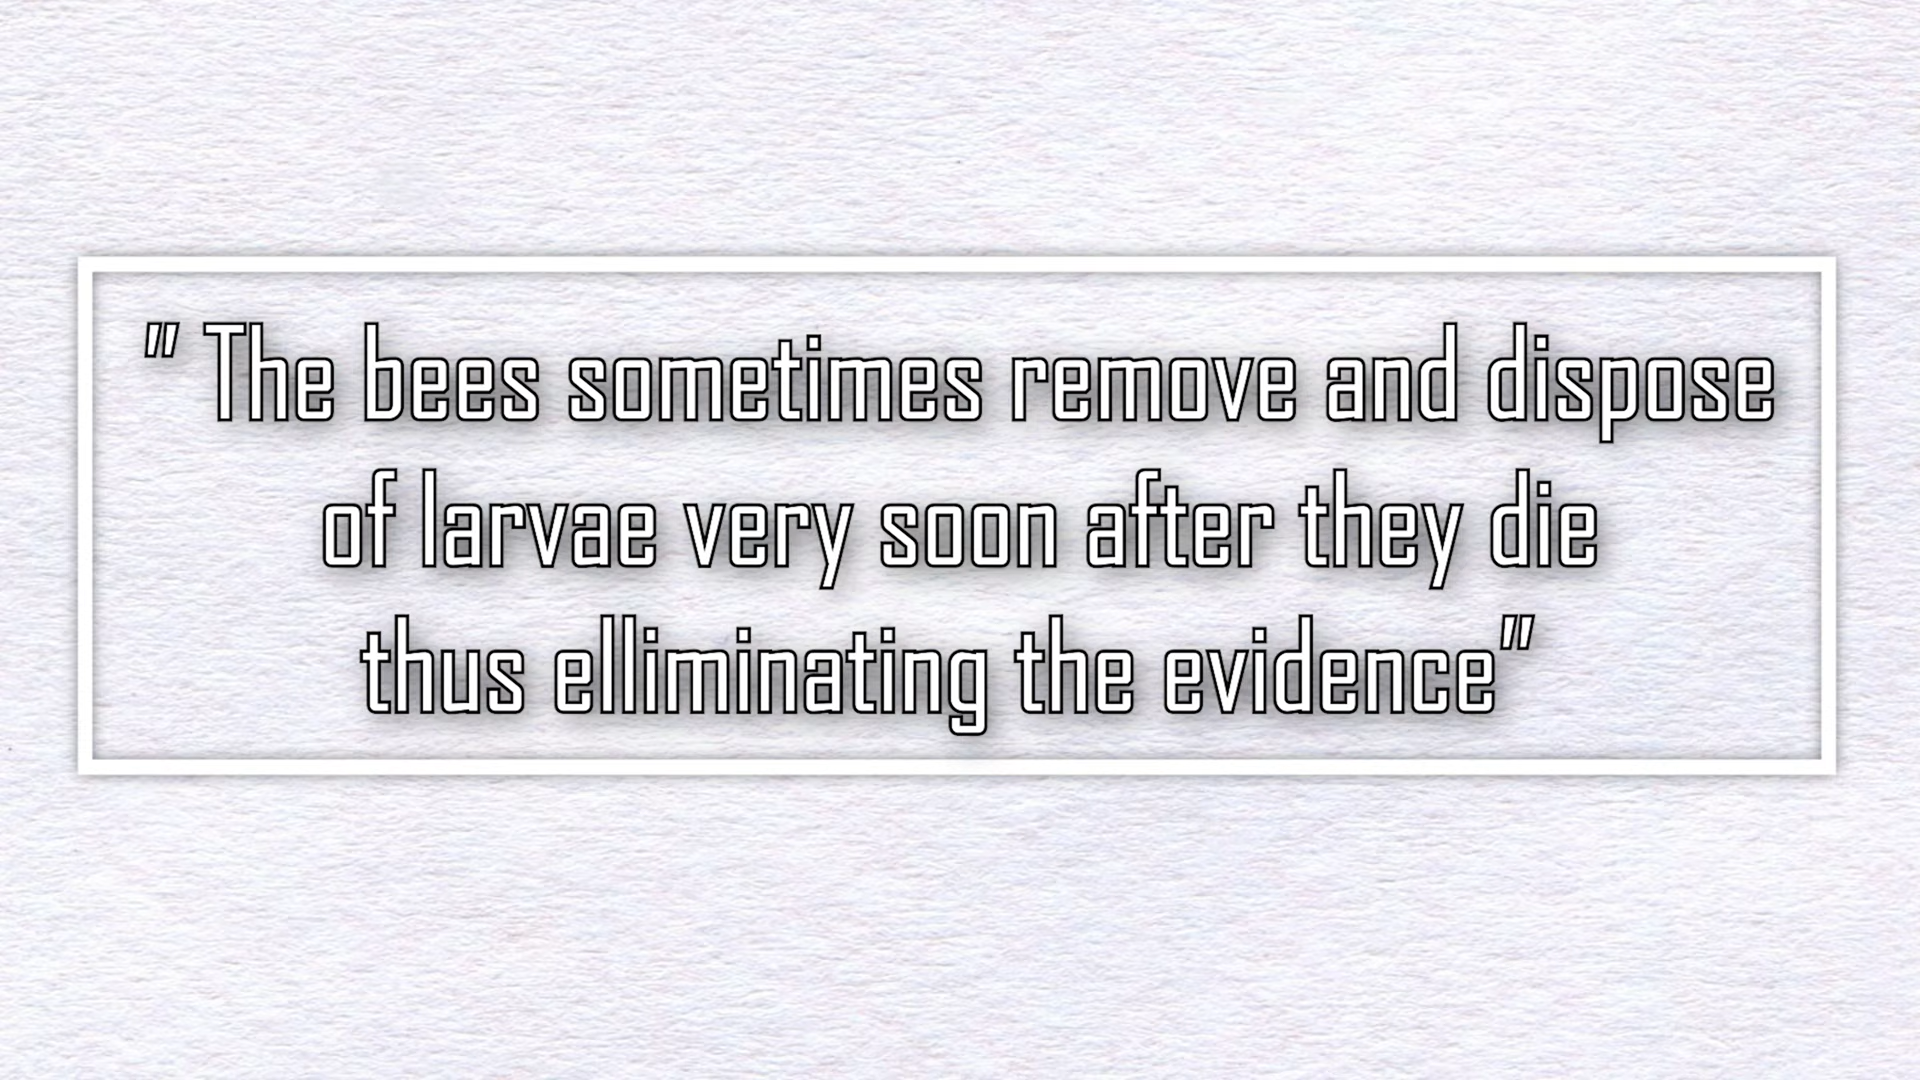 " The bees sometimes remove and dispose
of larvae very soon after they die
thus elliminating the evidence"